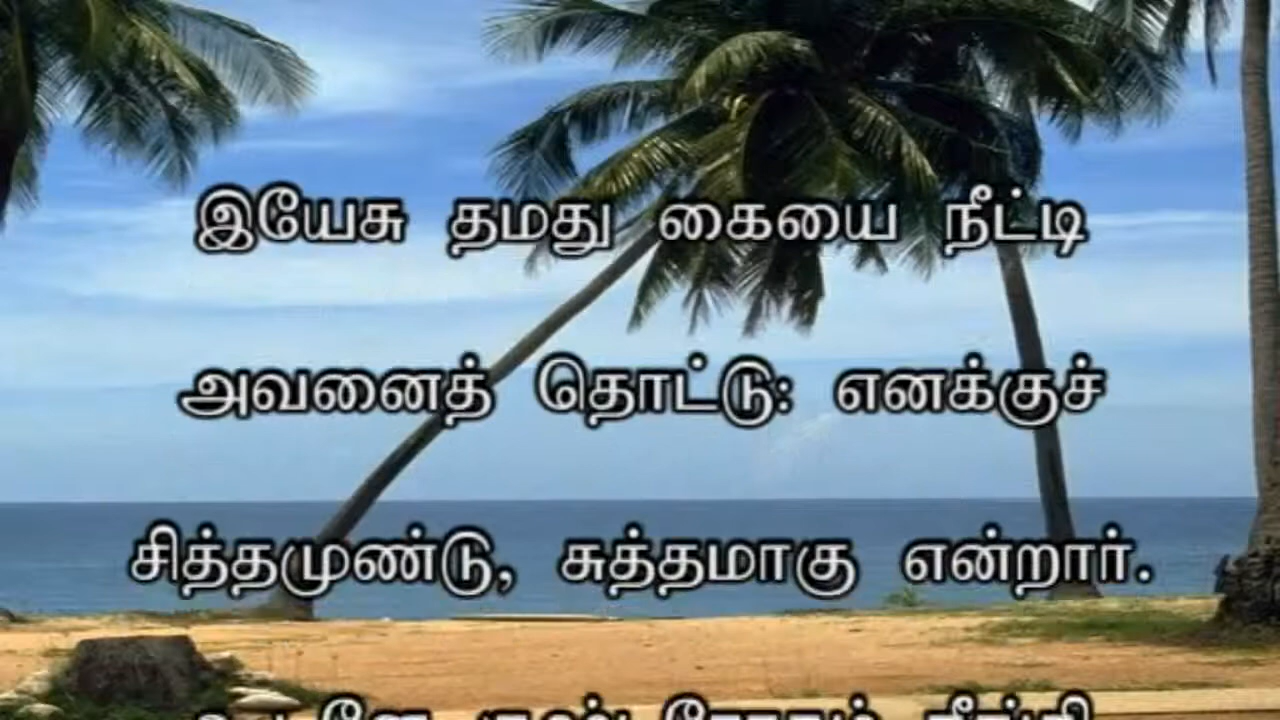 இயேசு தமது கையை நீட்டி
அவனைத் தொட்டு: எனக்குச்
சித்தமுண்டு, சுத்தமாகு என்றார்.